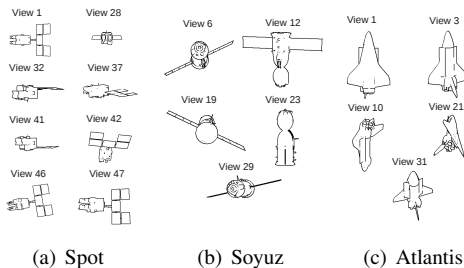 View 1 View 28
View 32 View 37
View 41 View 42
View 46 View 47
(a) Spot
View 6 View 12
View 19 View 23
View 29
(b) Soyuz
View 1 View 3
View 10 View 21
View 31
(c) Atlantis